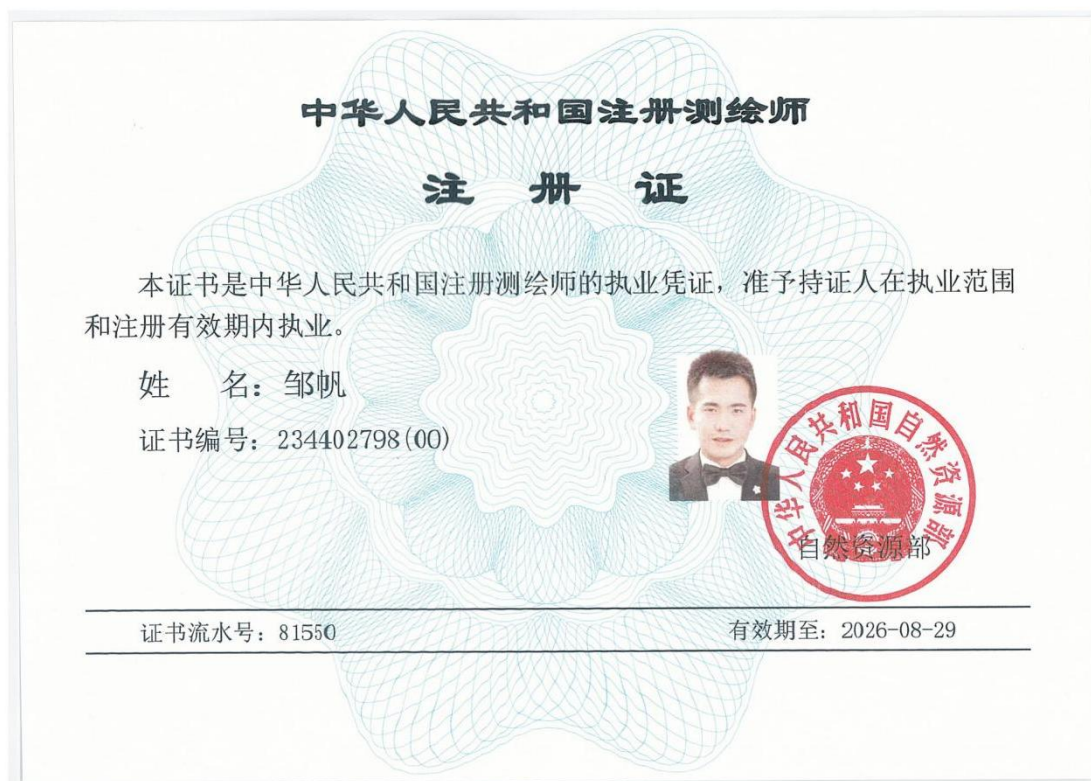 中华人民共和国注册测绘师
注 册 证
本证书是中华人民共和国注册测绘师的执业凭证，准予持证人在执业范围
和注册有效期内执业。
姓 名：邹帆
证书编号：234402798(00)
中华人民共和国自然资源部
自然资源部
证书流水号：81550
有效期至：2026-08-29